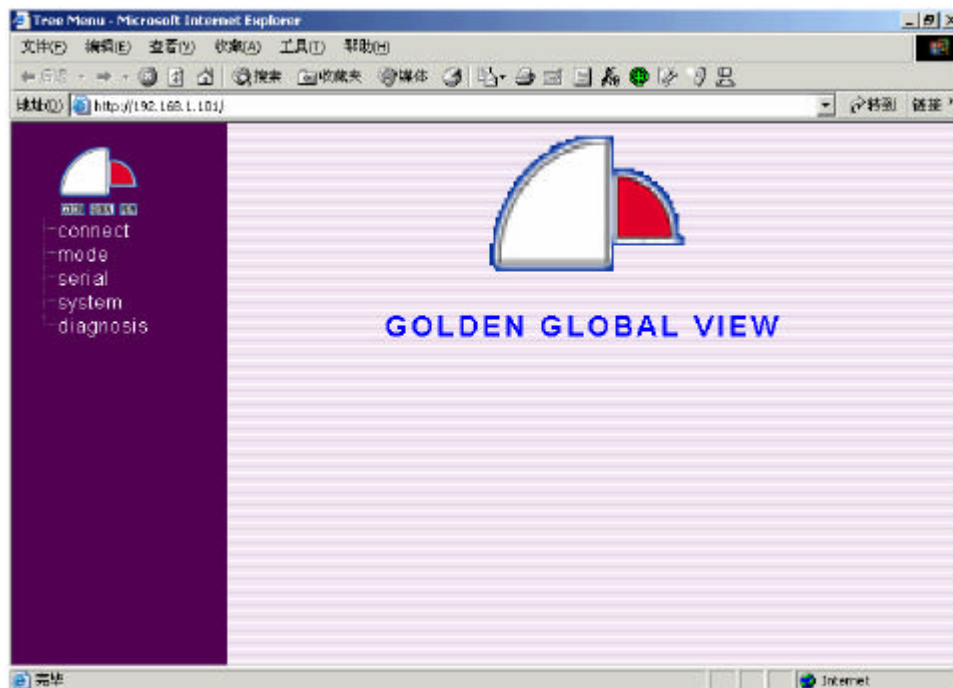 Tree Menu - Microsoft Internet Explorer
文件(F) 编辑(E) 查看(V) 收藏(A) 工具(T) 帮助(H)
后退 搜索 收藏夹 媒体
地址(D) http://192.168.1.101/ 转到 链接 »
connect
mode
serial
system
diagnosis
GOLDEN GLOBAL VIEW
完毕 Internet